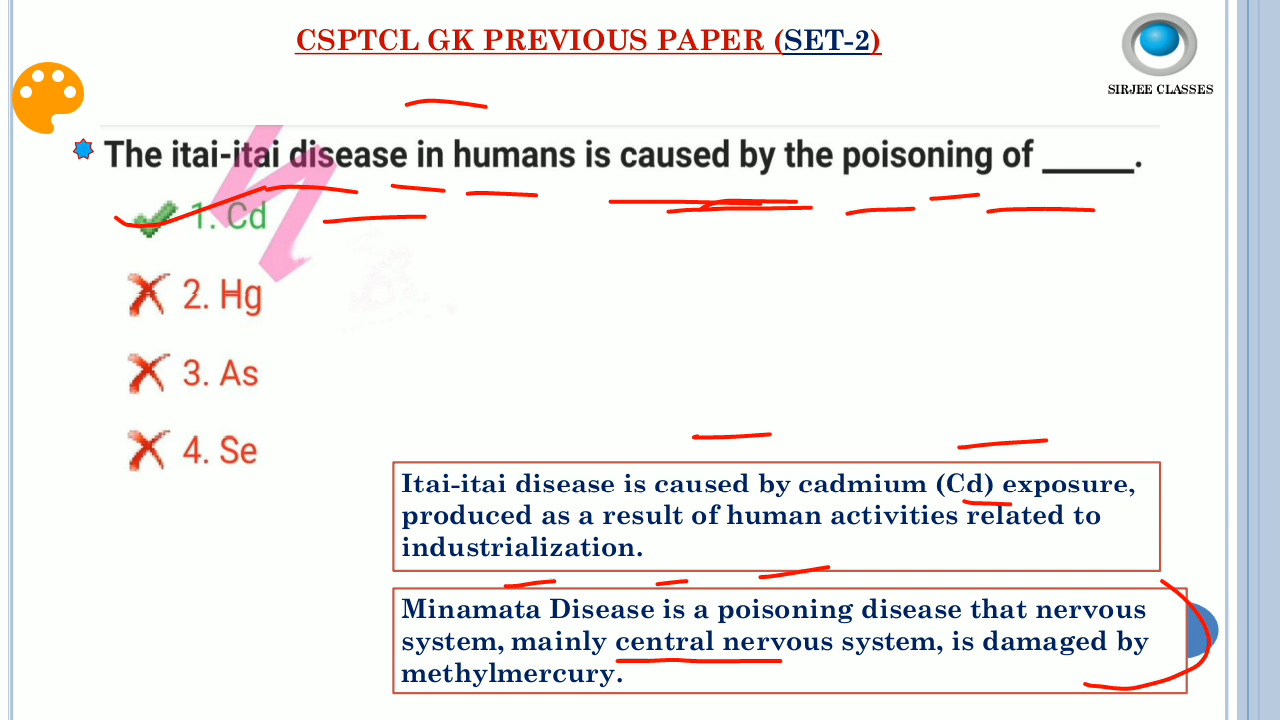 CSPTCL GK PREVIOUS PAPER (SET-2)
SIRJEE CLASSES
The itai-itai disease in humans is caused by the poisoning of ______.
1. Cd
2. Hg
3. As
4. Se
Itai-itai disease is caused by cadmium (Cd) exposure,
produced as a result of human activities related to
industrialization.
Minamata Disease is a poisoning disease that nervous
system, mainly central nervous system, is damaged by
methylmercury.